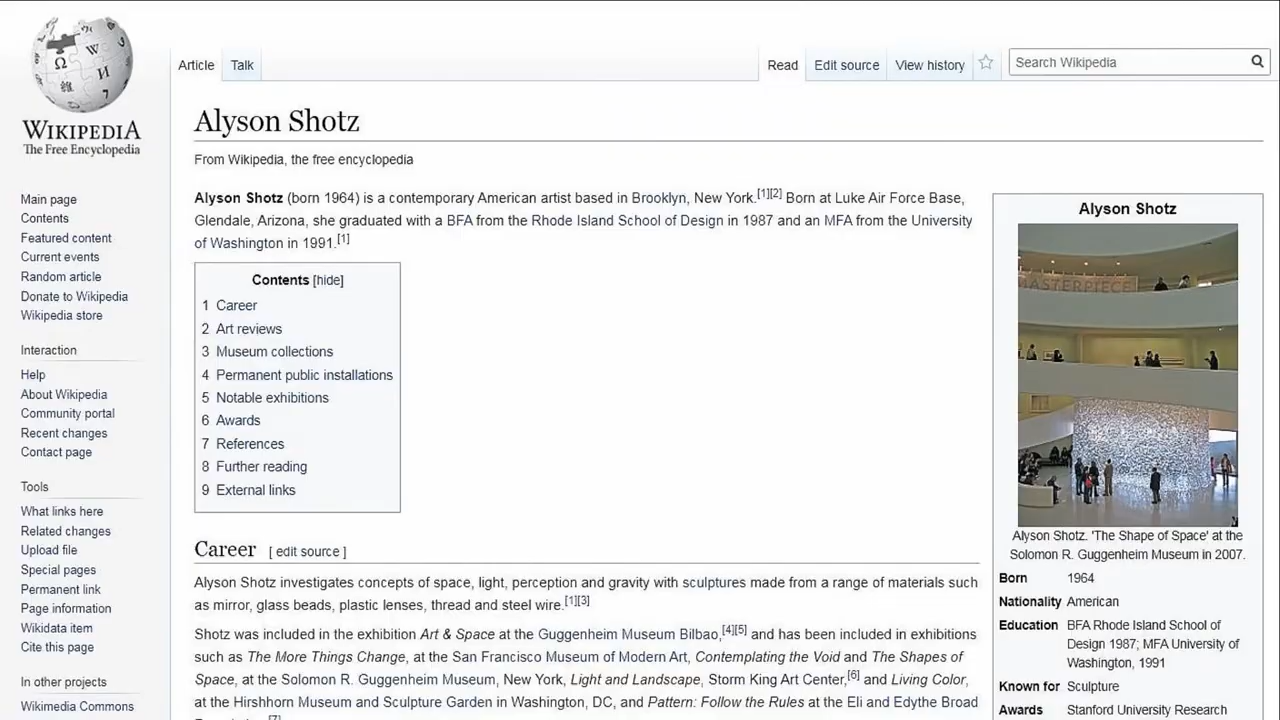 Article
Talk
Read
Edit source
View history
Search Wikipedia
WIKIPEDIA
The Free Encyclopedia
Main page
Contents
Featured content
Current events
Random article
Donate to Wikipedia
Wikipedia store
Interaction
Help
About Wikipedia
Community portal
Recent changes
Contact page
Tools
What links here
Related changes
Upload file
Special pages
Permanent link
Page information
Wikidata item
Cite this page
In other projects
Wikimedia Commons
Alyson Shotz
From Wikipedia, the free encyclopedia
Alyson Shotz (born 1964) is a contemporary American artist based in Brooklyn, New York.[1][2] Born at Luke Air Force Base,
Glendale, Arizona, she graduated with a BFA from the Rhode Island School of Design in 1987 and an MFA from the University
of Washington in 1991.[1]
Contents [hide]
1 Career
2 Art reviews
3 Museum collections
4 Permanent public installations
5 Notable exhibitions
6 Awards
7 References
8 Further reading
9 External links
Career [ edit source ]
Alyson Shotz investigates concepts of space, light, perception and gravity with sculptures made from a range of materials such
as mirror, glass beads, plastic lenses, thread and steel wire.[1][3]
Shotz was included in the exhibition Art & Space at the Guggenheim Museum Bilbao,[4][5] and has been included in exhibitions
such as The More Things Change, at the San Francisco Museum of Modern Art, Contemplating the Void and The Shapes of
Space, at the Solomon R. Guggenheim Museum, New York, Light and Landscape, Storm King Art Center,[6] and Living Color,
at the Hirshhorn Museum and Sculpture Garden in Washington, DC, and Pattern: Follow the Rules at the Eli and Edythe Broad
[7]
Alyson Shotz
MASTERPIECE
Alyson Shotz. 'The Shape of Space' at the
Solomon R. Guggenheim Museum in 2007.
Born 1964
Nationality American
Education BFA Rhode Island School of
Design 1987; MFA University of
Washington, 1991
Known for Sculpture
Awards Stanford University Research